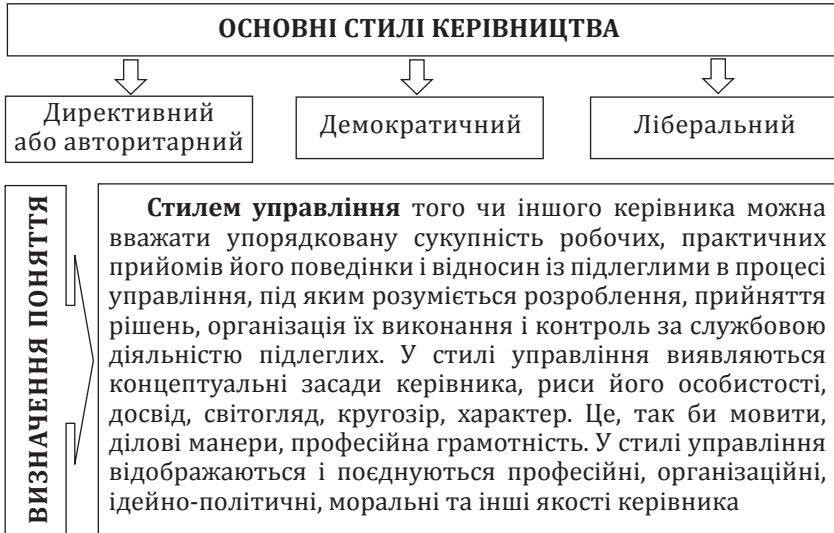 ОСНОВНІ СТИЛІ КЕРІВНИЦТВА
Директивний
або авторитарний
Демократичний
Ліберальний
ВИЗНАЧЕННЯ ПОНЯТТЯ
Стилем управління того чи іншого керівника можна
вважати упорядковану сукупність робочих, практичних
прийомів його поведінки і відносин із підлеглими в процесі
управління, під яким розуміється розроблення, прийняття
рішень, організація їх виконання і контроль за службовою
діяльністю підлеглих. У стилі управління виявляються
концептуальні засади керівника, риси його особистості,
досвід, світогляд, кругозір, характер. Це, так би мовити,
ділові манери, професійна грамотність. У стилі управління
відображаються і поєднуються професійні, організаційні,
ідейно-політичні, моральні та інші якості керівника